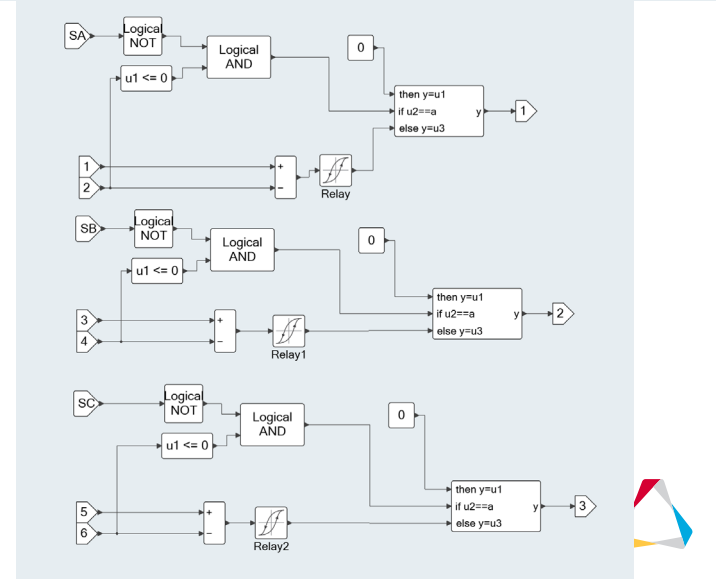 SA
Logical
NOT
Logical
AND
u1 <= 0
0
then y=u1
if u2==a
y
else y=u3
1
1
2
+
−
Relay
SB
Logical
NOT
Logical
AND
u1 <= 0
0
then y=u1
if u2==a
y
else y=u3
2
3
4
+
−
Relay1
SC
Logical
NOT
Logical
AND
u1 <= 0
0
then y=u1
if u2==a
y
else y=u3
3
5
6
+
−
Relay2